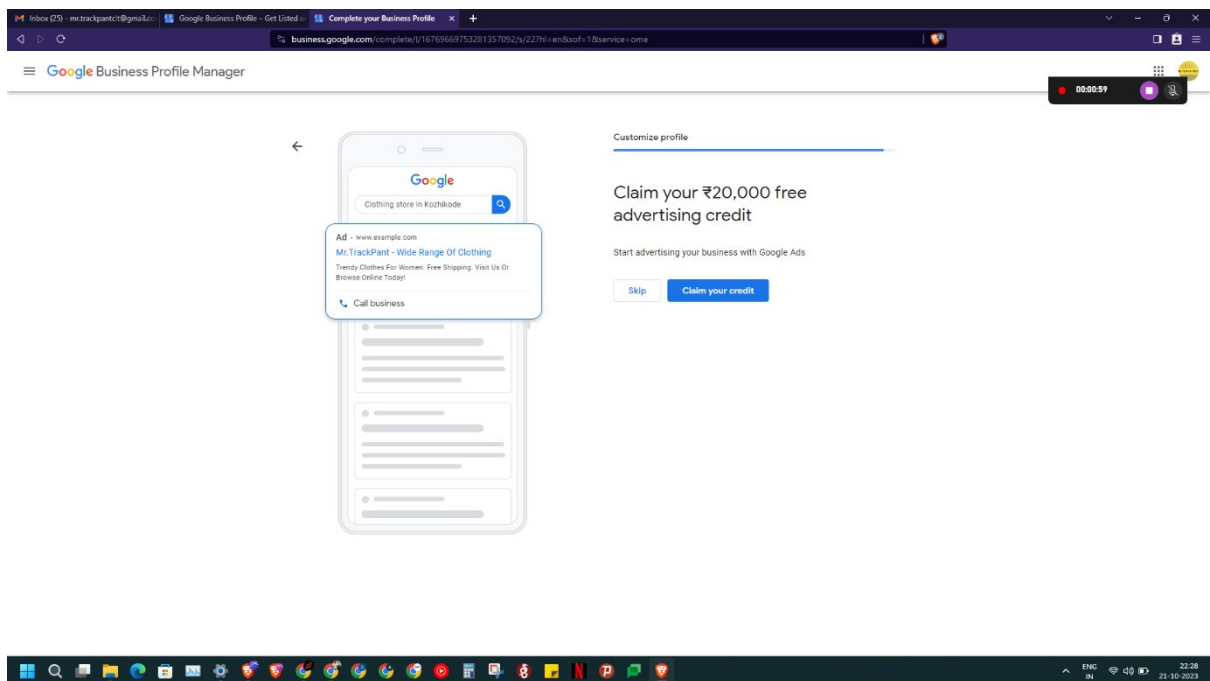 Inbox (25) - mr.trackpantclt@gmail.co
Google Business Profile – Get Listed o
Complete your Business Profile
business.google.com/complete/l/16769669753281357092/s/22?hl=en&sof=1&service=ome
Google Business Profile Manager
00:00:59
Customize profile
Google
Clothing store in Kozhikode
Claim your ₹20,000 free
advertising credit
Ad - www.example.com
Mr.TrackPant - Wide Range Of Clothing
Trendy Clothes For Women. Free Shipping. Visit Us Or
Browse Online Today!
Start advertising your business with Google Ads
Skip
Claim your credit
Call business
ENG
IN
22:28
21-10-2023